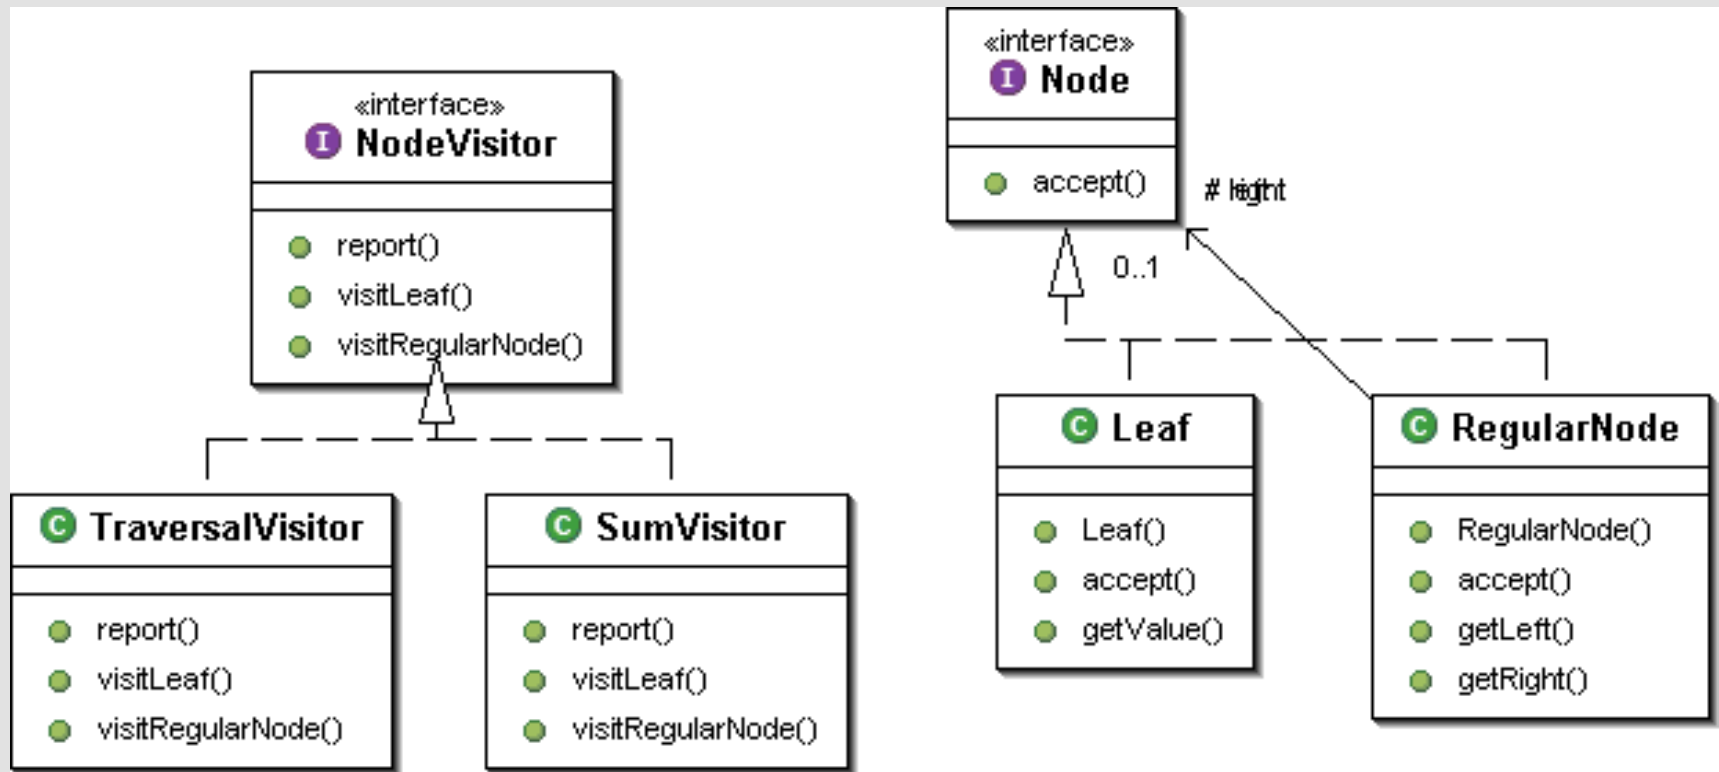 «interface»
I NodeVisitor
report()
visitLeaf()
visitRegularNode()
C TraversalVisitor
report()
visitLeaf()
visitRegularNode()
C SumVisitor
report()
visitLeaf()
visitRegularNode()
«interface»
I Node
accept()
#
0..1
C Leaf
Leaf()
accept()
getValue()
C RegularNode
RegularNode()
accept()
getLeft()
getRight()